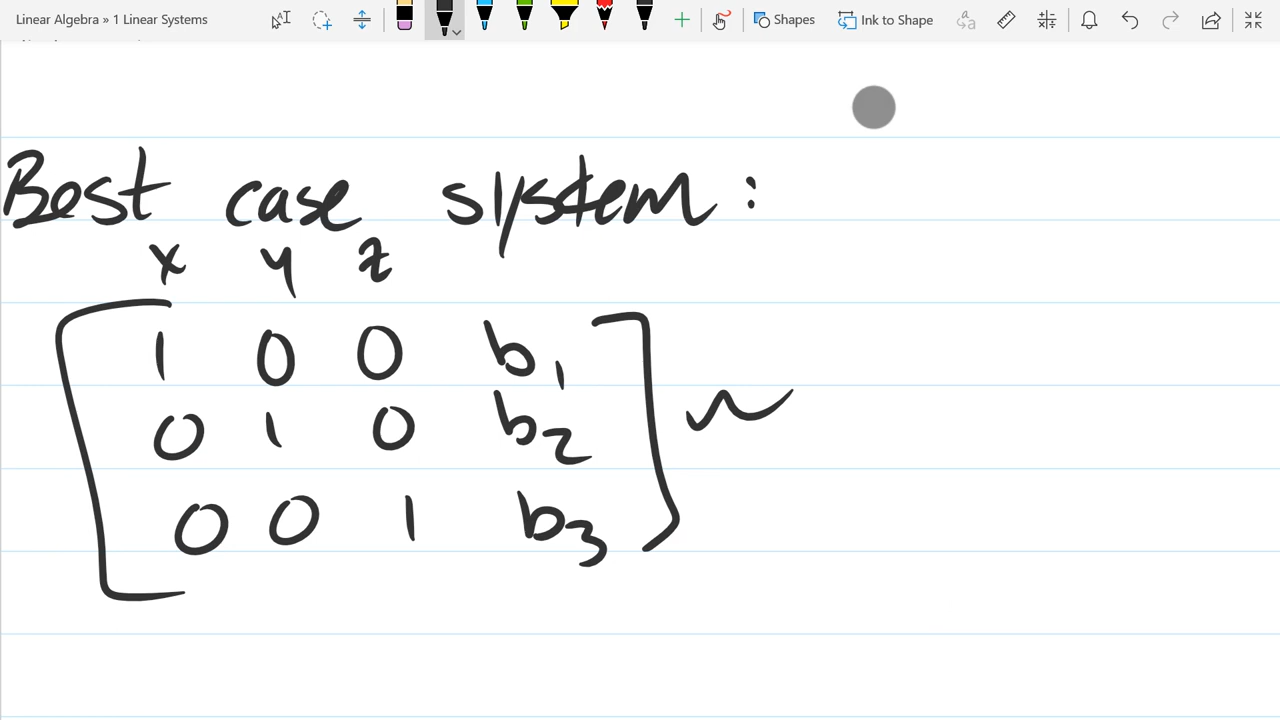 Linear Algebra » 1 Linear Systems
Shapes
Ink to Shape
Best case system:
x y z
1 0 0 b1
0 1 0 b2
0 0 1 b3
~